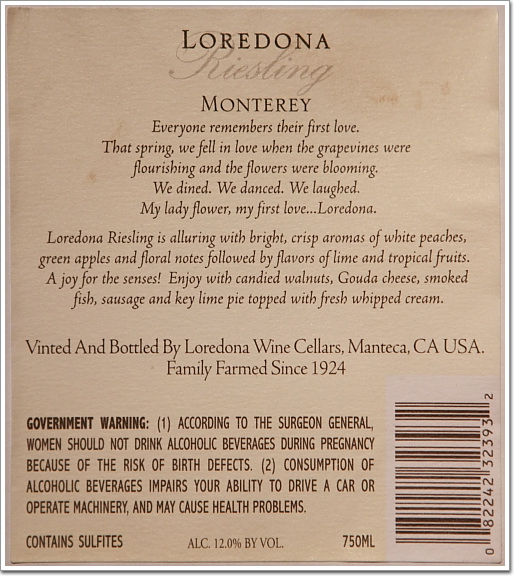 LOREDONA
Riesling
MONTEREY
Everyone remembers their first love.
That spring, we fell in love when the grapevines were
flourishing and the flowers were blooming.
We dined. We danced. We laughed.
My lady flower, my first love...Loredona.
Loredona Riesling is alluring with bright, crisp aromas of white peaches,
green apples and floral notes followed by flavors of lime and tropical fruits.
A joy for the senses! Enjoy with candied walnuts, Gouda cheese, smoked
fish, sausage and key lime pie topped with fresh whipped cream.
Vinted And Bottled By Loredona Wine Cellars, Manteca, CA USA.
Family Farmed Since 1924
GOVERNMENT WARNING: (1) ACCORDING TO THE SURGEON GENERAL,
WOMEN SHOULD NOT DRINK ALCOHOLIC BEVERAGES DURING PREGNANCY
BECAUSE OF THE RISK OF BIRTH DEFECTS. (2) CONSUMPTION OF
ALCOHOLIC BEVERAGES IMPAIRS YOUR ABILITY TO DRIVE A CAR OR
OPERATE MACHINERY, AND MAY CAUSE HEALTH PROBLEMS.
CONTAINS SULFITES ALC. 12.0% BY VOL. 750ML
0 82242 32393 2